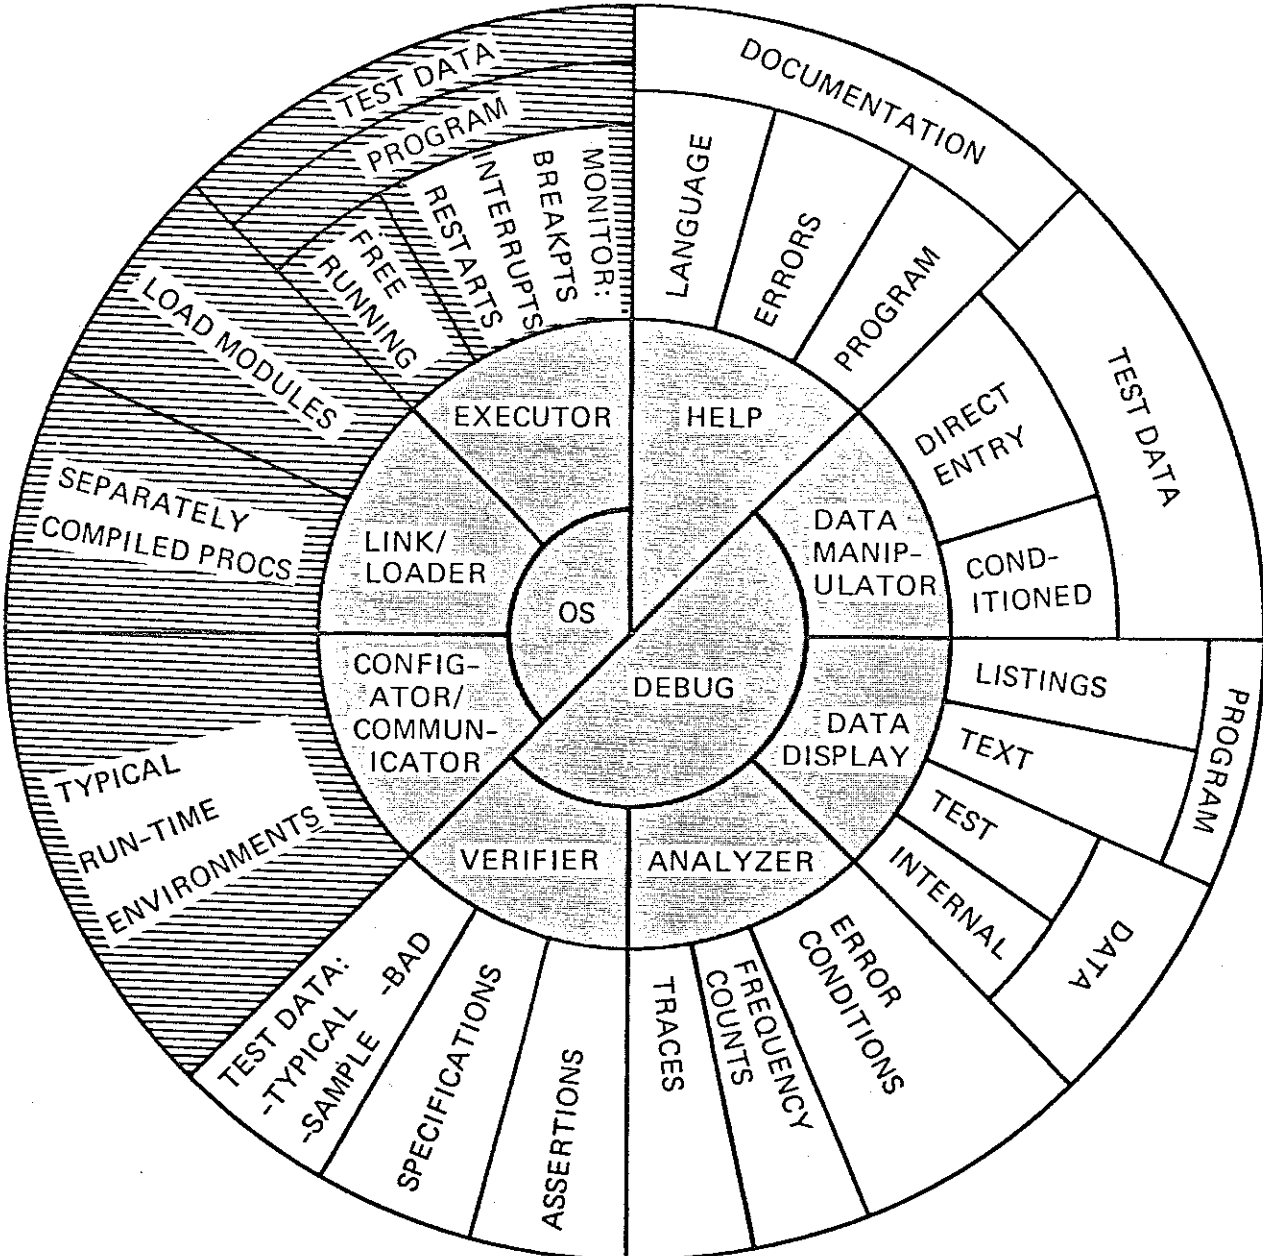 TEST DATA
PROGRAM
MONITOR:
BREAKPTS
INTERRUPTS
RESTARTS
FREE
RUNNING
DOCUMENTATION
LANGUAGE
ERRORS
PROGRAM
LOAD MODULES
SEPARATELY
COMPILED PROCS
TYPICAL
RUN-TIME
ENVIRONMENTS
EXECUTOR
HELP
LINK/
LOADER
OS
CONFIG-
ATOR/
COMMUN-
ICATOR
DEBUG
DATA
MANIP-
ULATOR
DATA
DISPLAY
VERIFIER
ANALYZER
TEST DATA
DIRECT
ENTRY
COND-
ITIONED
PROGRAM
LISTINGS
TEXT
DATA
TEST
INTERNAL
ERROR
CONDITIONS
FREQUENCY
COUNTS
TRACES
ASSERTIONS
SPECIFICATIONS
TEST DATA:
-TYPICAL -BAD
-SAMPLE